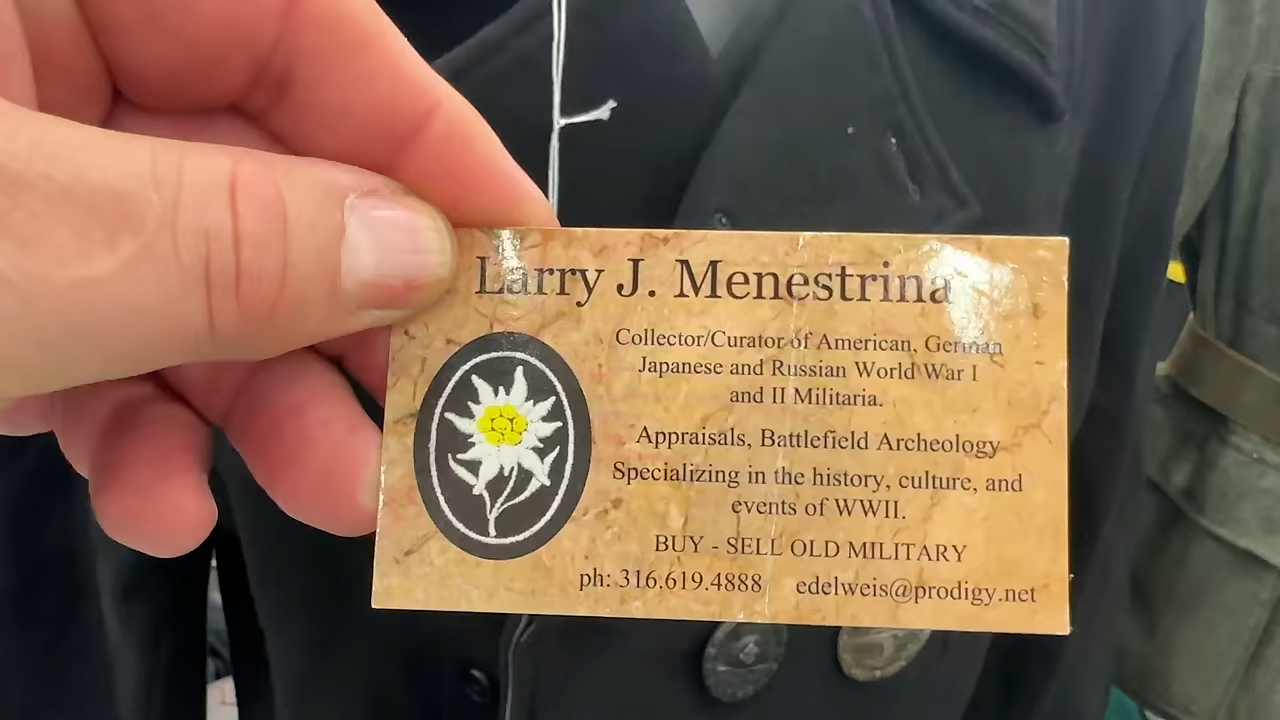 Larry J. Menestrina
Collector/Curator of American, German
Japanese and Russian World War I
and II Militaria.
Appraisals, Battlefield Archeology
Specializing in the history, culture, and
events of WWII.
BUY - SELL OLD MILITARY
ph: 316.619.4888 edelweis@prodigy.net